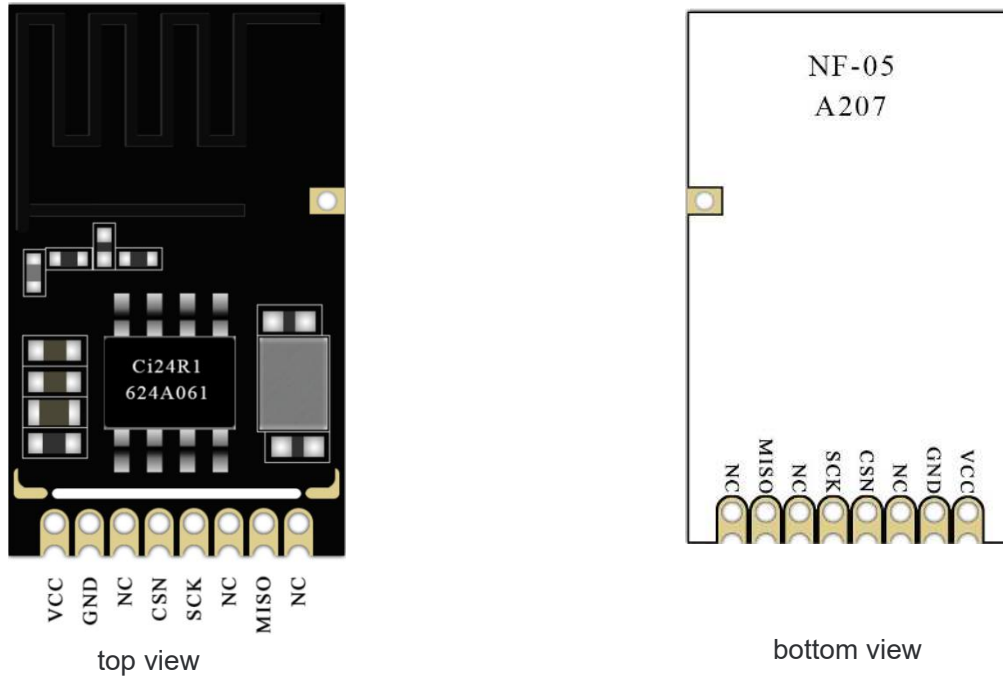 Ci24R1
624A061
VCC
GND
NC
CSN
SCK
NC
MISO
NC
top view
NF-05
A207
NC
MISO
NC
SCK
CSN
NC
GND
VCC
bottom view